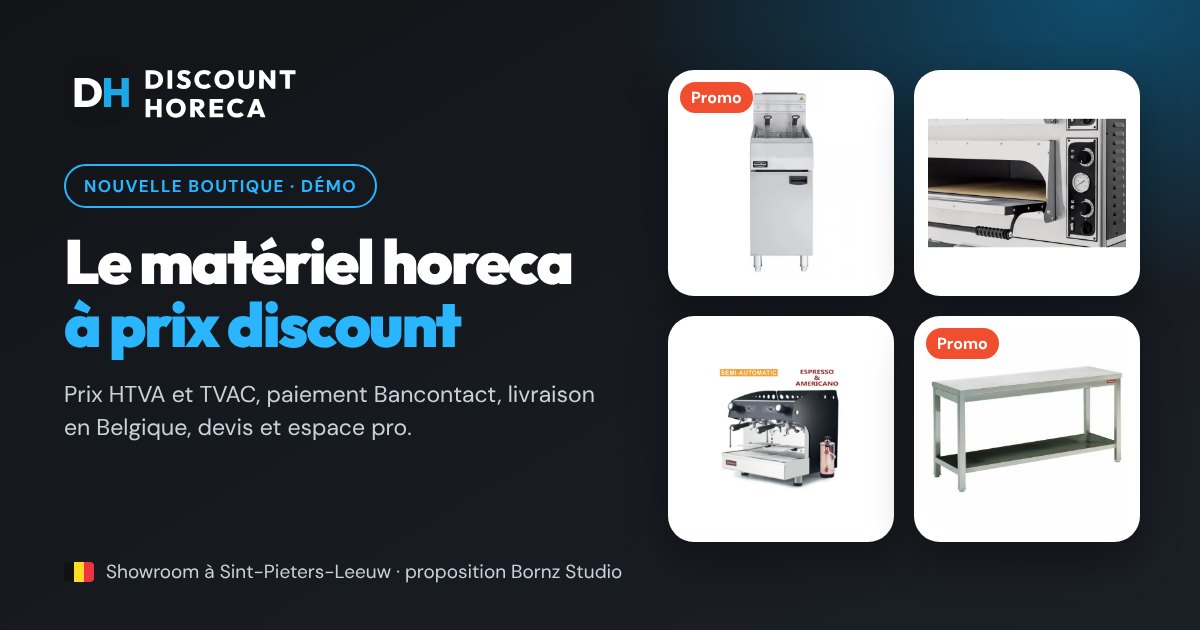 DH DISCOUNT
HORECA
NOUVELLE BOUTIQUE · DÉMO
Le matériel horeca
à prix discount
Prix HTVA et TVAC, paiement Bancontact, livraison
en Belgique, devis et espace pro.
Showroom à Sint-Pieters-Leeuw · proposition Bornz Studio
Promo
SEMI-AUTOMATIC
ESPRESSO
&
AMERICANO
Promo